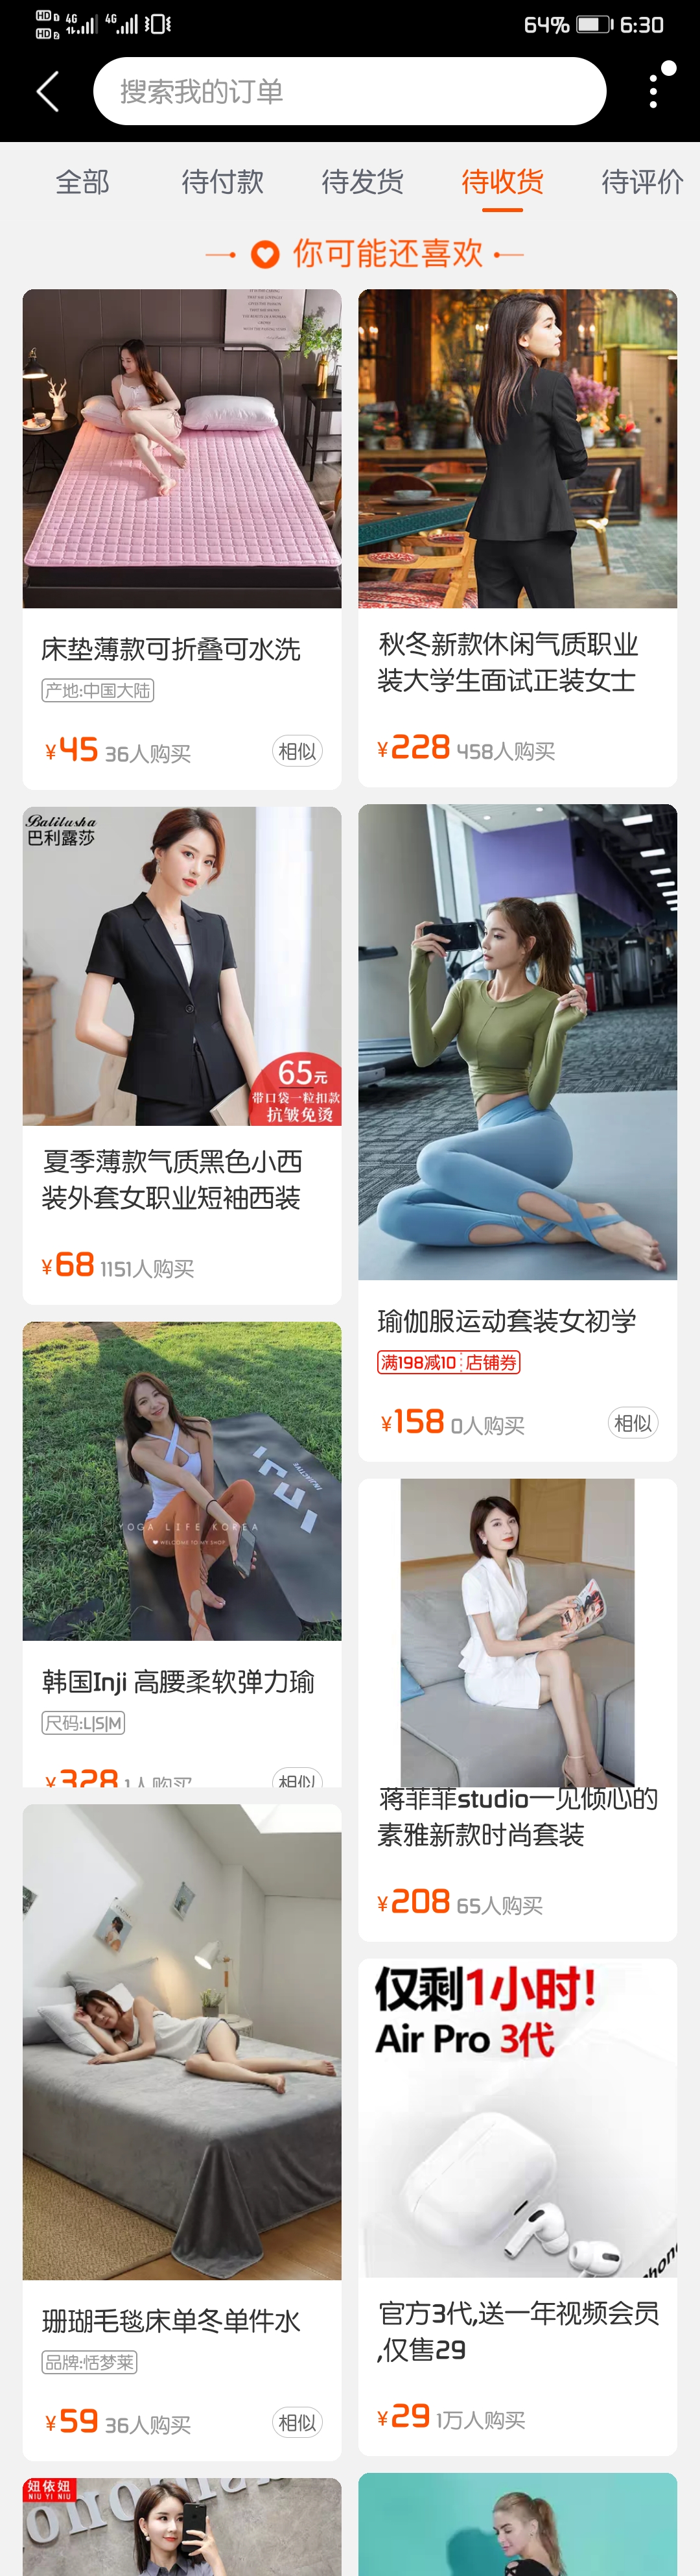 HD D
HD 2
4G
4G
64%
6:30
搜索我的订单
全部
待付款
待发货
待收货
待评价
你可能还喜欢
床垫薄款可折叠可水洗
产地:中国大陆
¥45 36人购买
相似
秋冬新款休闲气质职业
装大学生面试正装女士
¥228 458人购买
Balilusha
巴利露莎
65元
带口袋一粒扣款
抗皱免烫
夏季薄款气质黑色小西
装外套女职业短袖西装
¥68 1151人购买
瑜伽服运动套装女初学
满198减10 店铺券
¥158 0人购买
相似
YOGA LIFE KOREA
WELCOME TO MY SHOP
韩国Inji 高腰柔软弹力瑜
尺码:L|S|M
¥328 1人购买
相似
蒋菲菲studio一见倾心的
素雅新款时尚套装
¥208 65人购买
珊瑚毛毯床单冬单件水
品牌:恬梦莱
¥59 36人购买
相似
仅剩1小时!
Air Pro 3代
官方3代,送一年视频会员
,仅售29
¥29 1万人购买
妞依妞
NIU YI NIU